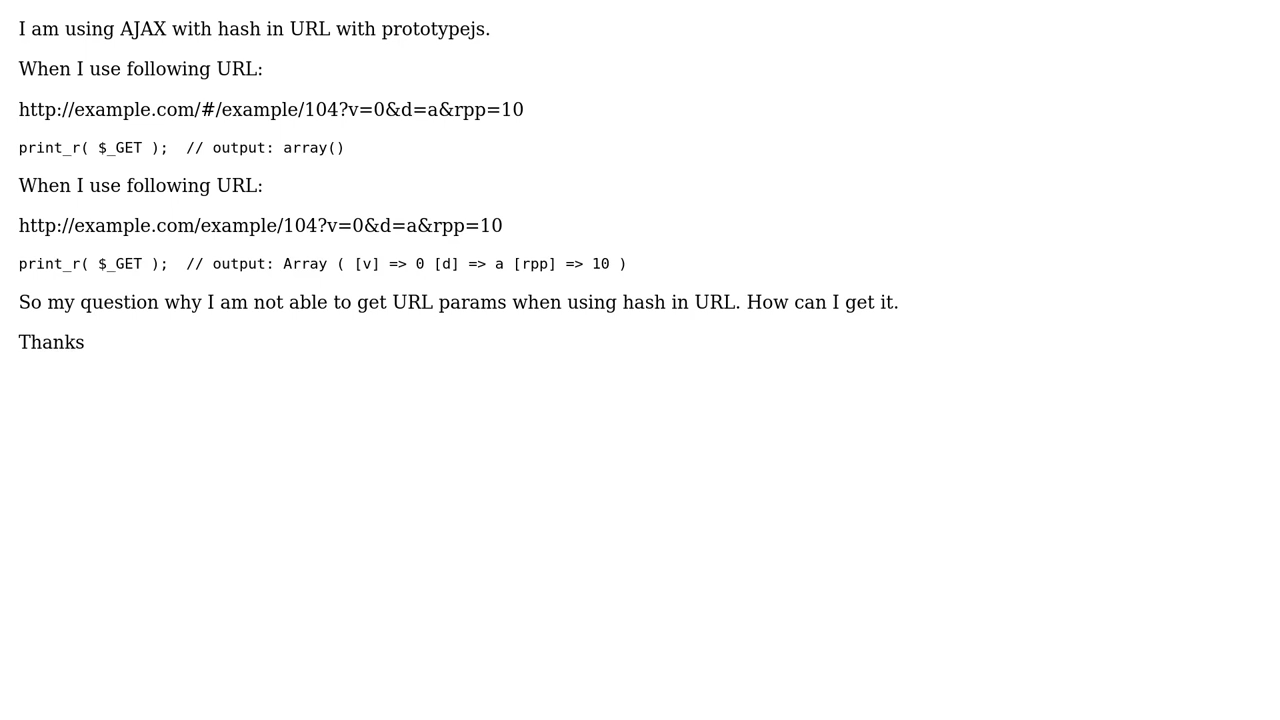 I am using AJAX with hash in URL with prototypejs.
When I use following URL:
http://example.com/#/example/104?v=0&d=a&rpp=10
print_r( $_GET );  // output: array()
When I use following URL:
http://example.com/example/104?v=0&d=a&rpp=10
print_r( $_GET );  // output: Array ( [v] => 0 [d] => a [rpp] => 10 )
So my question why I am not able to get URL params when using hash in URL. How can I get it.
Thanks